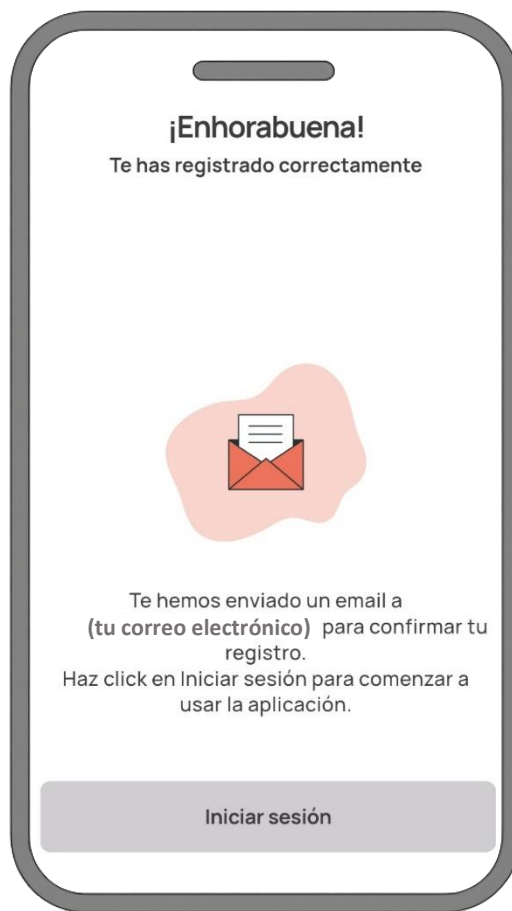 ¡Enhorabuena!
Te has registrado correctamente
Te hemos enviado un email a
(tu correo electrónico) para confirmar tu
registro.
Haz click en Iniciar sesión para comenzar a
usar la aplicación.
Iniciar sesión